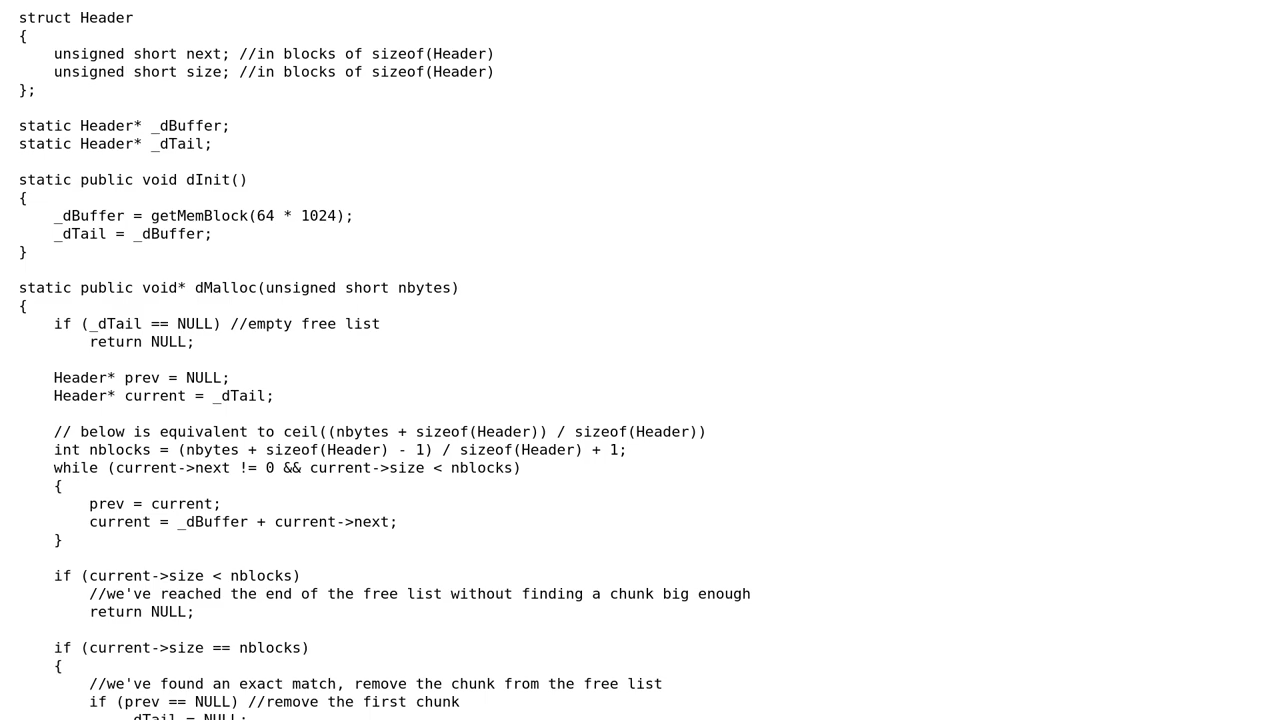 struct Header
{
    unsigned short next; //in blocks of sizeof(Header)
    unsigned short size; //in blocks of sizeof(Header)
};

static Header* _dBuffer;
static Header* _dTail;

static public void dInit()
{
    _dBuffer = getMemBlock(64 * 1024);
    _dTail = _dBuffer;
}

static public void* dMalloc(unsigned short nbytes)
{
    if (_dTail == NULL) //empty free list
        return NULL;

    Header* prev = NULL;
    Header* current = _dTail;

    // below is equivalent to ceil((nbytes + sizeof(Header)) / sizeof(Header))
    int nblocks = (nbytes + sizeof(Header) - 1) / sizeof(Header) + 1;
    while (current->next != 0 && current->size < nblocks)
    {
        prev = current;
        current = _dBuffer + current->next;
    }

    if (current->size < nblocks)
        //we've reached the end of the free list without finding a chunk big enough
        return NULL;

    if (current->size == nblocks)
    {
        //we've found an exact match, remove the chunk from the free list
        if (prev == NULL) //remove the first chunk
            _dTail = NULL;